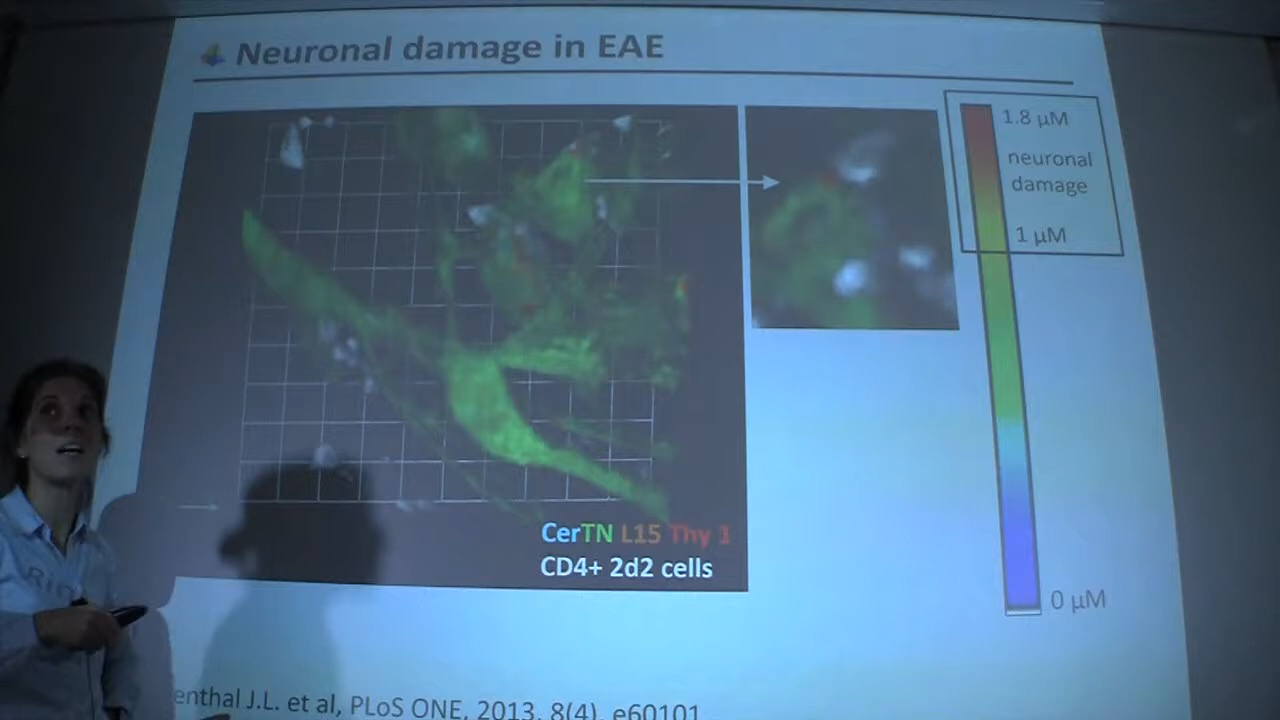 Neuronal damage in EAE
1.8 µM
neuronal
damage
1 µM
0 µM
CerTN L15 Thy 1
CD4+ 2d2 cells
enthal J.L. et al, PLoS ONE, 2013, 8(4), e60101